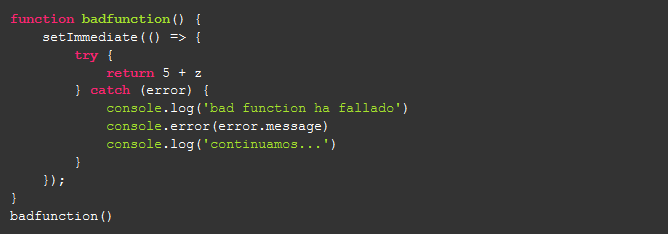 function badfunction() {
    setImmediate(() => {
        try {
            return 5 + z
        } catch (error) {
            console.log('bad function ha fallado')
            console.error(error.message)
            console.log('continuamos...')
        }
    });
}
badfunction()